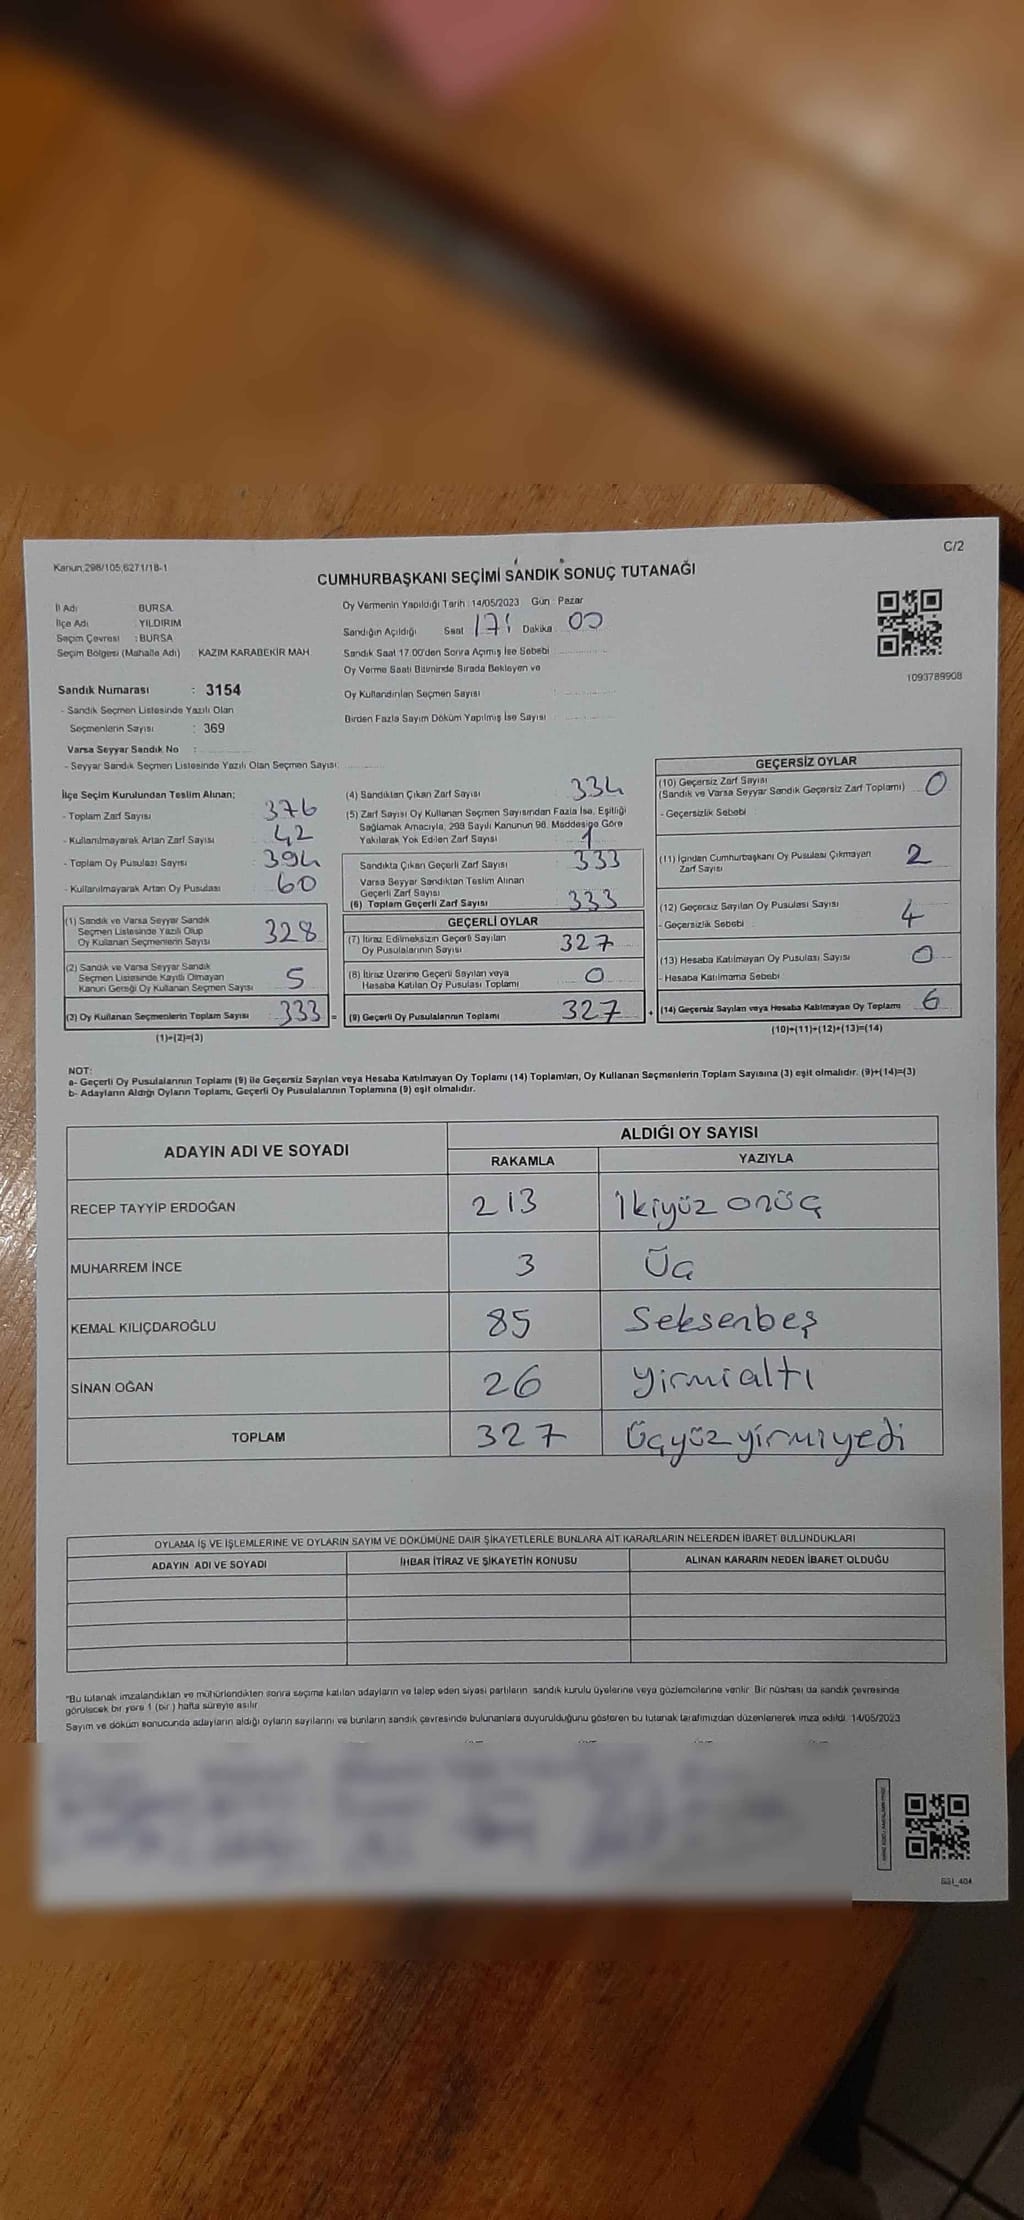 C/2
Kanun,298/105,6271/18-1
CUMHURBAŞKANI SEÇİMİ SANDIK SONUÇ TUTANAĞI
İl Adı : BURSA
İlçe Adı : YILDIRIM
Seçim Çevresi : BURSA
Seçim Bölgesi (Mahalle Adı) : KAZIM KARABEKİR MAH.
Sandık Numarası : 3154
- Sandık Seçmen Listesinde Yazılı Olan
Seçmenlerin Sayısı : 369
Varsa Seyyar Sandık No :
- Seyyar Sandık Seçmen Listesinde Yazılı Olan Seçmen Sayısı:
Oy Vermenin Yapıldığı Tarih : 14/05/2023 Gün : Pazar
Sandığın Açıldığı Saat 17: Dakika 00
Sandık Saat 17.00'den Sonra Açımış İse Sebebi
Oy Verme Saati Bitiminde Sırada Bekleyen ve
Oy Kullandırılan Seçmen Sayısı :
Birden Fazla Sayım Döküm Yapılmış İse Sayısı :
1093789908
İlçe Seçim Kurulundan Teslim Alınan;
- Toplam Zarf Sayısı : 376
- Kullanılmayarak Artan Zarf Sayısı : 42
- Toplam Oy Pusulası Sayısı : 394
- Kullanılmayarak Artan Oy Pusulası : 60
(1) Sandık ve Varsa Seyyar Sandık
Seçmen Listesinde Yazılı Olup
Oy Kullanan Seçmenlerin Sayısı 328
(2) Sandık ve Varsa Seyyar Sandık
Seçmen Listesinde Kayıtlı Olmayan
Kanun Gereği Oy Kullanan Seçmen Sayısı 5
(3) Oy Kullanan Seçmenlerin Toplam Sayısı 333 =
(1)+(2)=(3)
(4) Sandıktan Çıkan Zarf Sayısı : 334
(5) Zarf Sayısı Oy Kullanan Seçmen Sayısından Fazla İse, Eşitliği
Sağlamak Amacıyla, 298 Sayılı Kanunun 98. Maddesine Göre
Yakılarak Yok Edilen Zarf Sayısı : 1
Sandıkta Çıkan Geçerli Zarf Sayısı : 333
Varsa Seyyar Sandıktan Teslim Alınan
Geçerli Zarf Sayısı
(6) Toplam Geçerli Zarf Sayısı : 333
GEÇERLİ OYLAR
(7) İtiraz Edilmeksizin Geçerli Sayılan
Oy Pusulalarının Sayısı 327
(8) İtiraz Üzerine Geçerli Sayılan veya
Hesaba Katılan Oy Pusulası Toplamı 0
(9) Geçerli Oy Pusulalarının Toplamı 327 +
GEÇERSİZ OYLAR
(10) Geçersiz Zarf Sayısı
(Sandık ve Varsa Seyyar Sandık Geçersiz Zarf Toplamı) 0
- Geçersizlik Sebebi
(11) İçinden Cumhurbaşkanı Oy Pusulası Çıkmayan
Zarf Sayısı 2
(12) Geçersiz Sayılan Oy Pusulası Sayısı 4
- Geçersizlik Sebebi
(13) Hesaba Katılmayan Oy Pusulası Sayısı 0
- Hesaba Katılmama Sebebi
(14) Geçersiz Sayılan veya Hesaba Katılmayan Oy Toplamı 6
(10)+(11)+(12)+(13)=(14)
NOT:
a- Geçerli Oy Pusulalarının Toplamı (9) ile Geçersiz Sayılan veya Hesaba Katılmayan Oy Toplamı (14) Toplamları, Oy Kullanan Seçmenlerin Toplam Sayısına (3) eşit olmalıdır. (9)+(14)=(3)
b- Adayların Aldığı Oyların Toplamı, Geçerli Oy Pusulalarının Toplamına (9) eşit olmalıdır.
ADAYIN ADI VE SOYADI ALDIĞI OY SAYISI
RAKAMLA YAZIYLA
RECEP TAYYİP ERDOĞAN 213 İkiyüz onüç
MUHARREM İNCE 3 Üç
KEMAL KILIÇDAROĞLU 85 Seksenbeş
SİNAN OĞAN 26 yirmialtı
TOPLAM 327 Üçyüzyirmiyedi
OYLAMA İŞ VE İŞLEMLERİNE VE OYLARIN SAYIM VE DÖKÜMÜNE DAİR ŞİKAYETLERLE BUNLARA AİT KARARLARIN NELERDEN İBARET BULUNDUKLARI
ADAYIN ADI VE SOYADI İHBAR İTİRAZ VE ŞİKAYETİN KONUSU ALINAN KARARIN NEDEN İBARET OLDUĞU
"Bu tutanak imzalandıktan ve mühürlendikten sonra seçime katılan adayların ve talep eden siyasi partilerin sandık kurulu üyelerine veya gözlemcilerine verilir. Bir nüshası da sandık çevresinde
görülecek bir yere 1 (bir) hafta süreyle asılır.
Sayım ve döküm sonucunda adayların aldığı oyların sayılarını ve bunların sandık çevresinde bulunanlara duyurulduğunu gösteren bu tutanak tarafımızdan düzenlenerek imza edildi. 14/05/2023